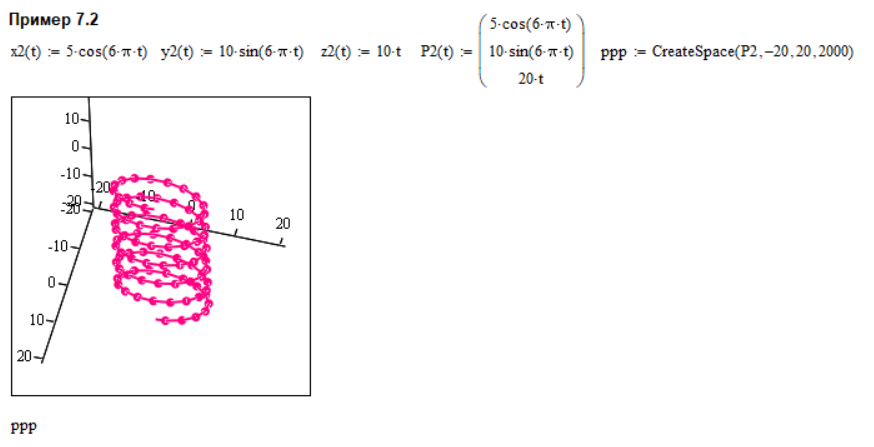 Пример 7.2
x2(t) := 5·cos(6·π·t) y2(t) := 10·sin(6·π·t) z2(t) := 10·t P2(t) := (5·cos(6·π·t) 10·sin(6·π·t) 20·t) ppp := CreateSpace(P2,−20,20,2000)
10
0
-10
-20
-20
-20 -10 0 10 20
-10
0
10
20
ppp